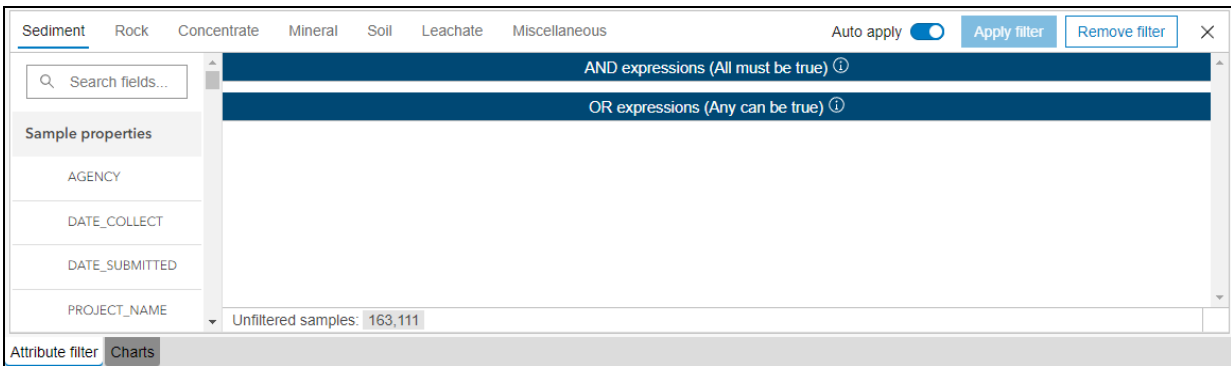 Sediment Rock Concentrate Mineral Soil Leachate Miscellaneous Auto apply Apply filter Remove filter
Search fields...
AND expressions (All must be true)
OR expressions (Any can be true)
Sample properties
AGENCY
DATE_COLLECT
DATE_SUBMITTED
PROJECT_NAME
Unfiltered samples: 163,111
Attribute filter Charts